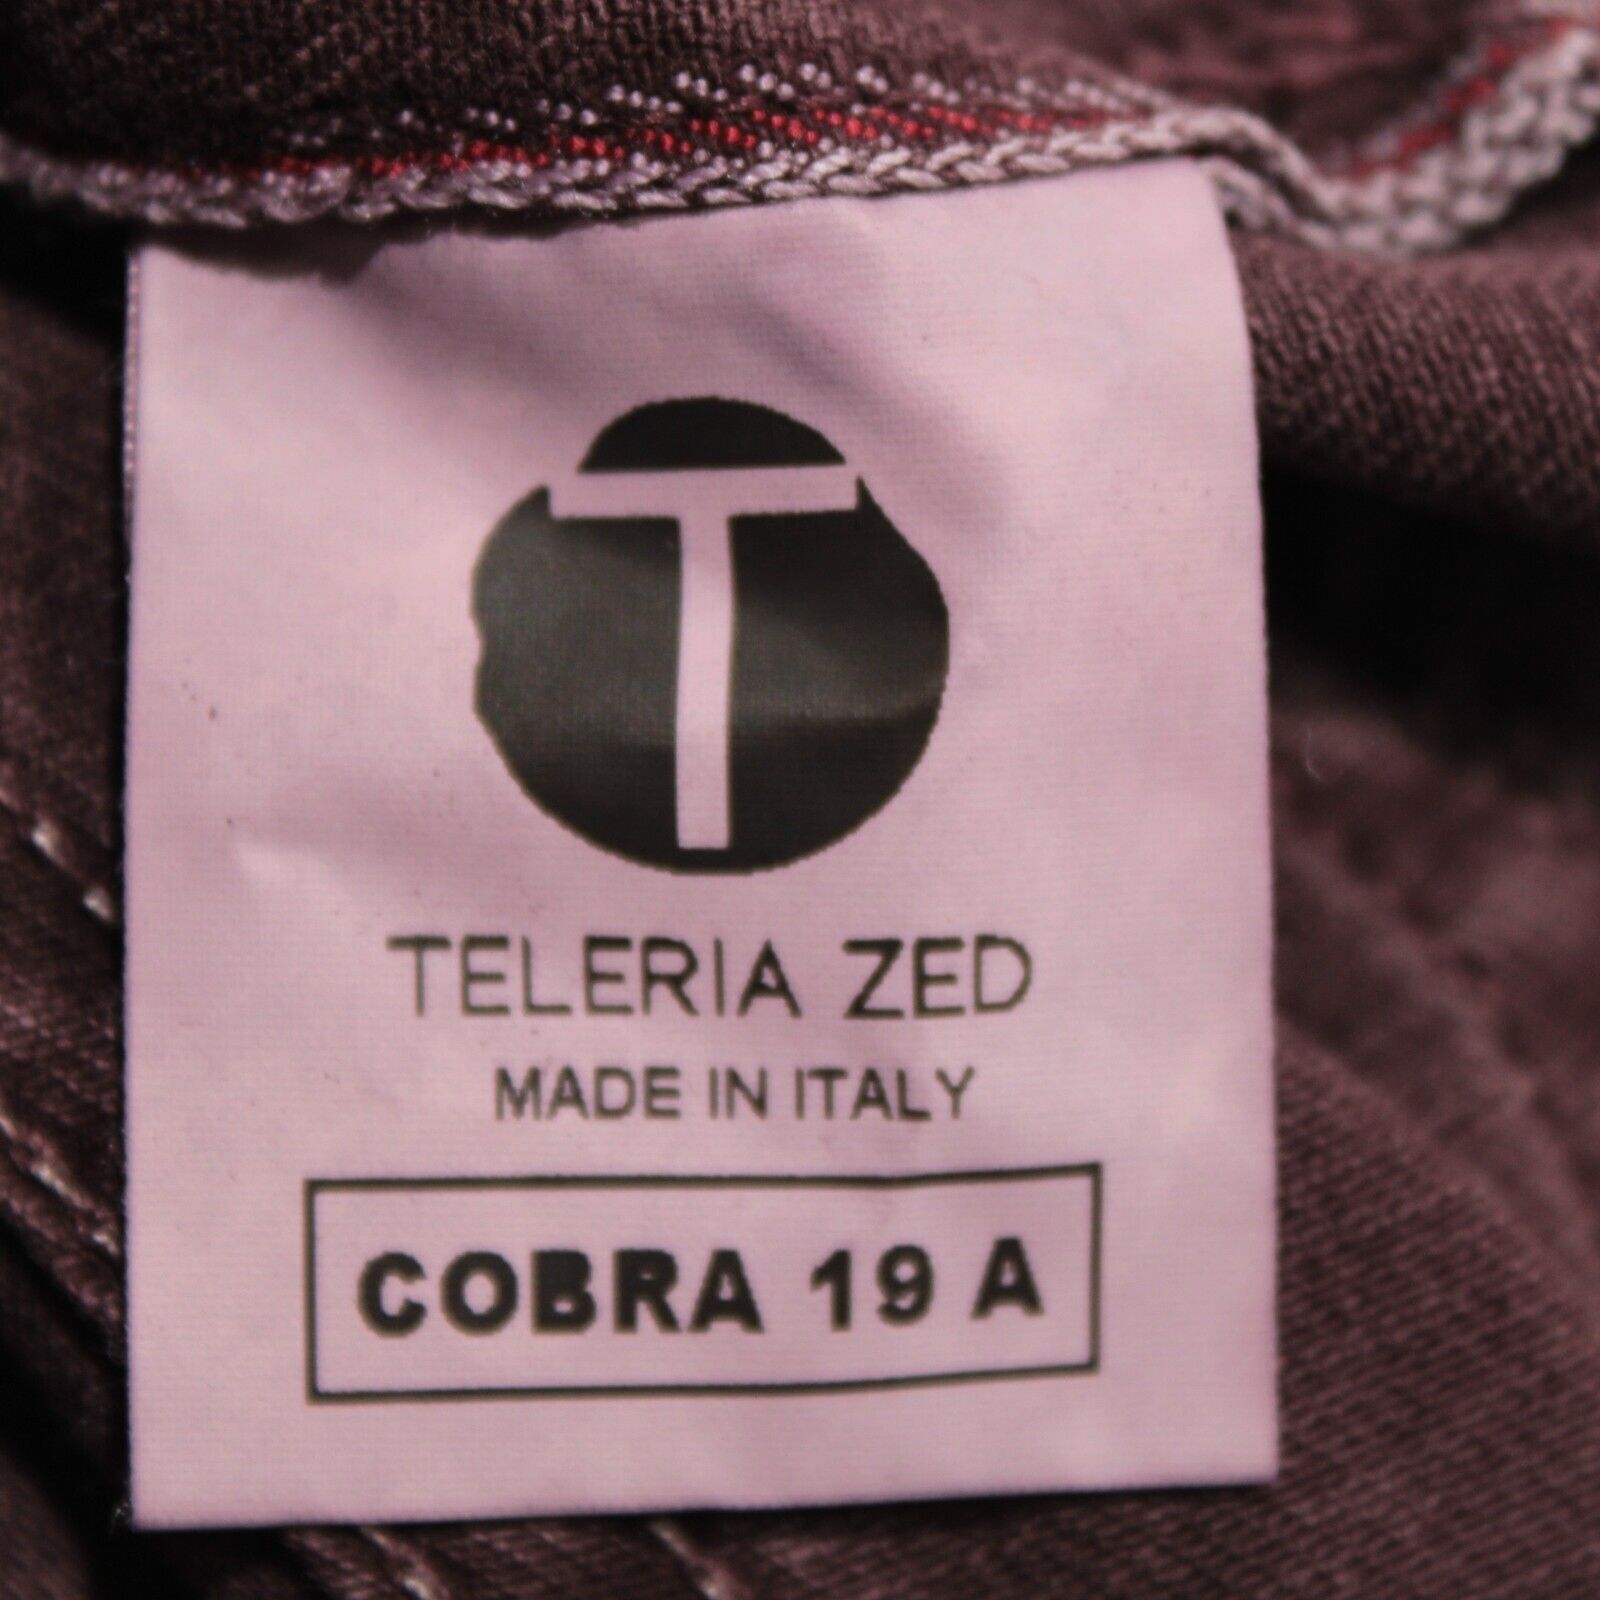 T
TELERIA ZED
MADE IN ITALY
COBRA 19 A